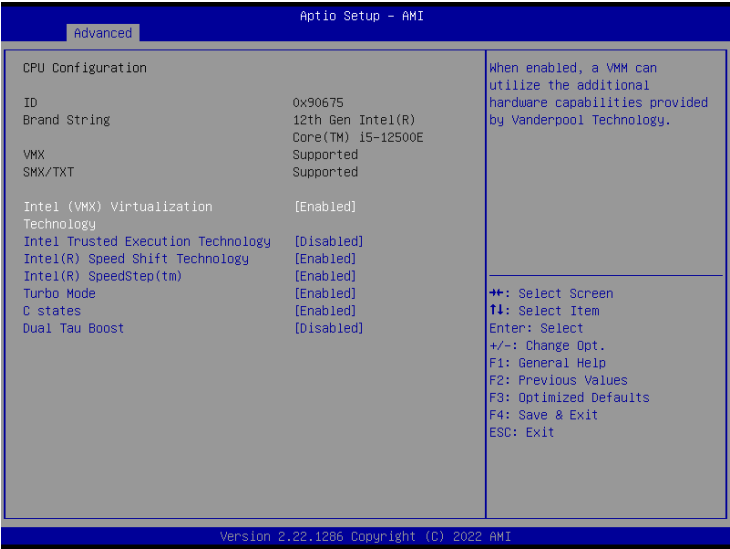 Aptio Setup – AMI
Advanced
CPU Configuration
ID 0x90675
Brand String 12th Gen Intel(R)
Core(TM) i5-12500E
VMX Supported
SMX/TXT Supported
Intel (VMX) Virtualization [Enabled]
Technology
Intel Trusted Execution Technology [Disabled]
Intel(R) Speed Shift Technology [Enabled]
Intel(R) SpeedStep(tm) [Enabled]
Turbo Mode [Enabled]
C states [Enabled]
Dual Tau Boost [Disabled]
When enabled, a VMM can
utilize the additional
hardware capabilities provided
by Vanderpool Technology.
→←: Select Screen
↑↓: Select Item
Enter: Select
+/-: Change Opt.
F1: General Help
F2: Previous Values
F3: Optimized Defaults
F4: Save & Exit
ESC: Exit
Version 2.22.1286 Copyright (C) 2022 AMI